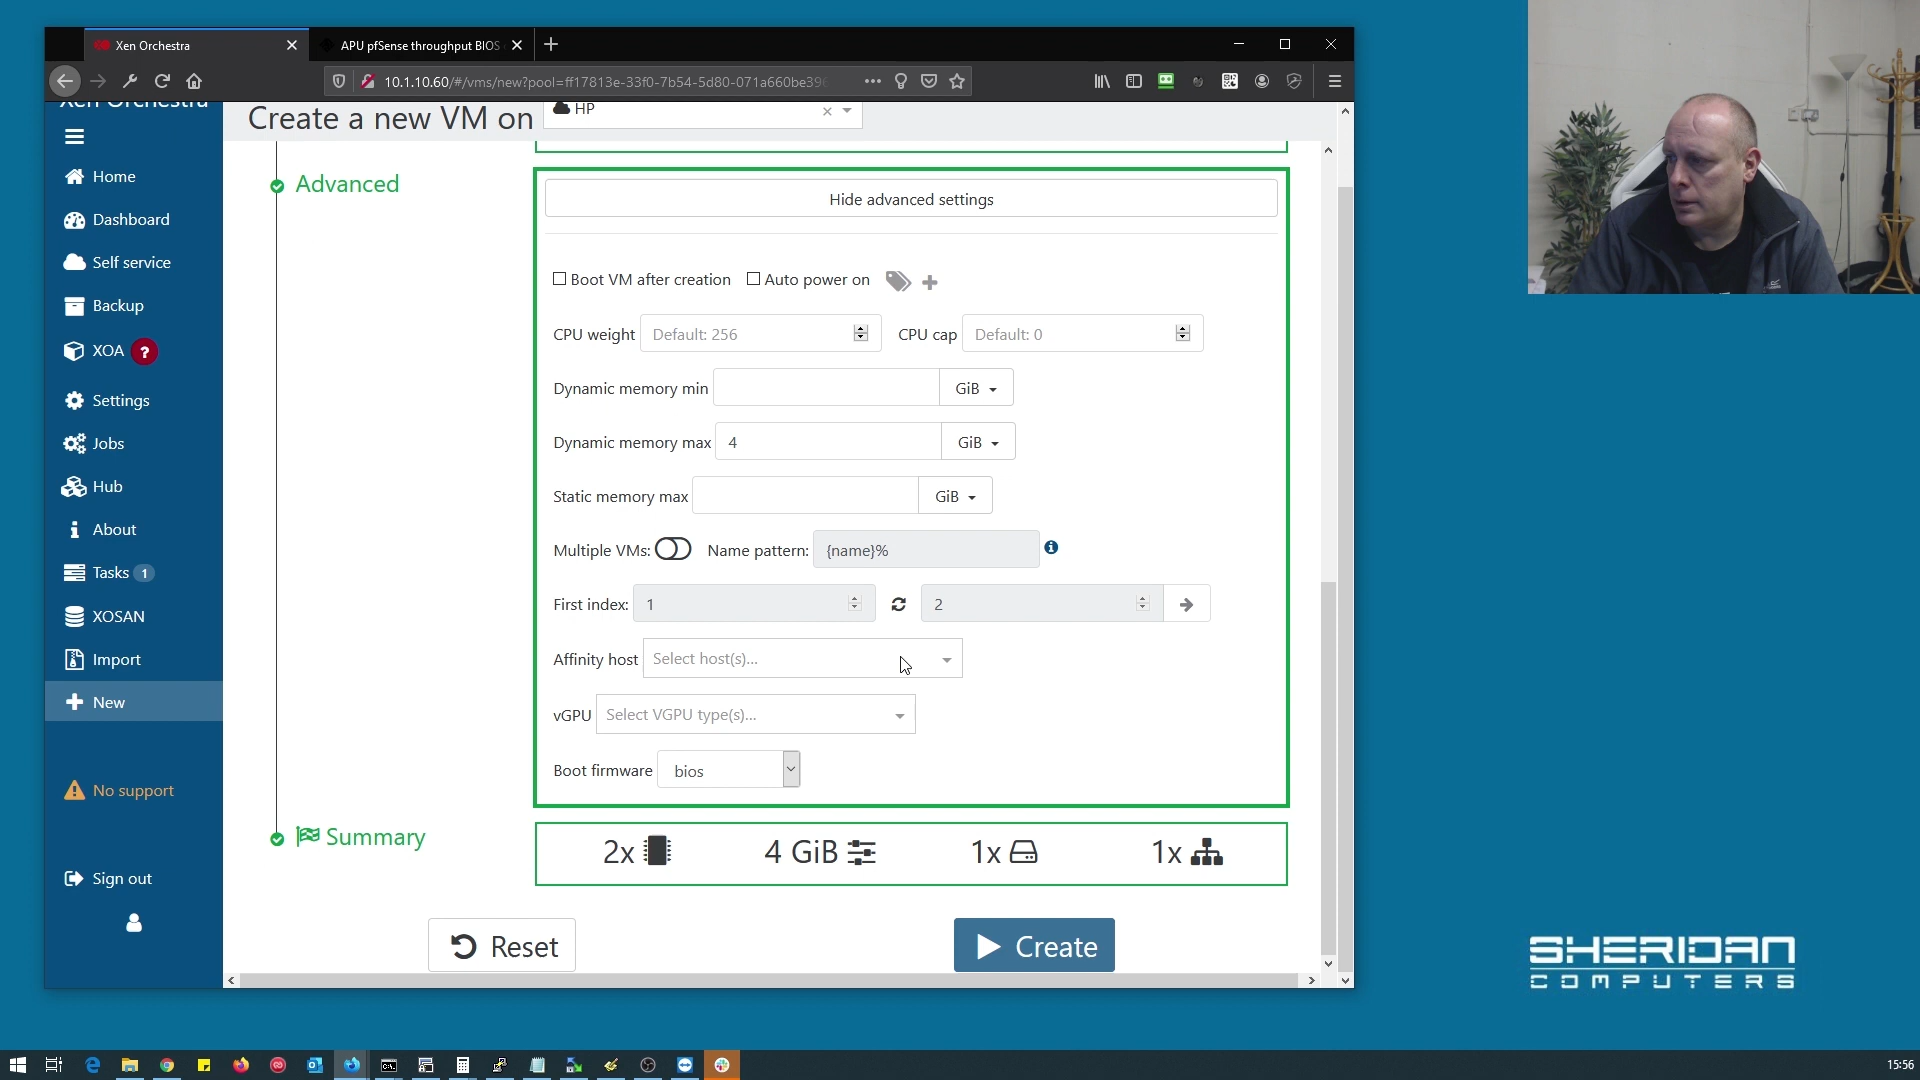 Xen Orchestra
APU pfSense throughput BIOS
10.1.10.60/#/vms/new?pool=ff17813e-33f0-7b54-5d80-071a660be39
Xen Orchestra
Create a new VM on
HP
Home
Dashboard
Self service
Backup
XOA ?
Settings
Jobs
Hub
About
Tasks 1
XOSAN
Import
New
No support
Sign out
Advanced
Hide advanced settings
Boot VM after creation
Auto power on
CPU weight Default: 256
CPU cap Default: 0
Dynamic memory min GiB
Dynamic memory max 4 GiB
Static memory max GiB
Multiple VMs: Name pattern: {name}%
First index: 1 2
Affinity host Select host(s)...
vGPU Select VGPU type(s)...
Boot firmware bios
Summary
2x 4 GiB 1x 1x
Reset
Create
SHERIDAN
COMPUTERS
15:56